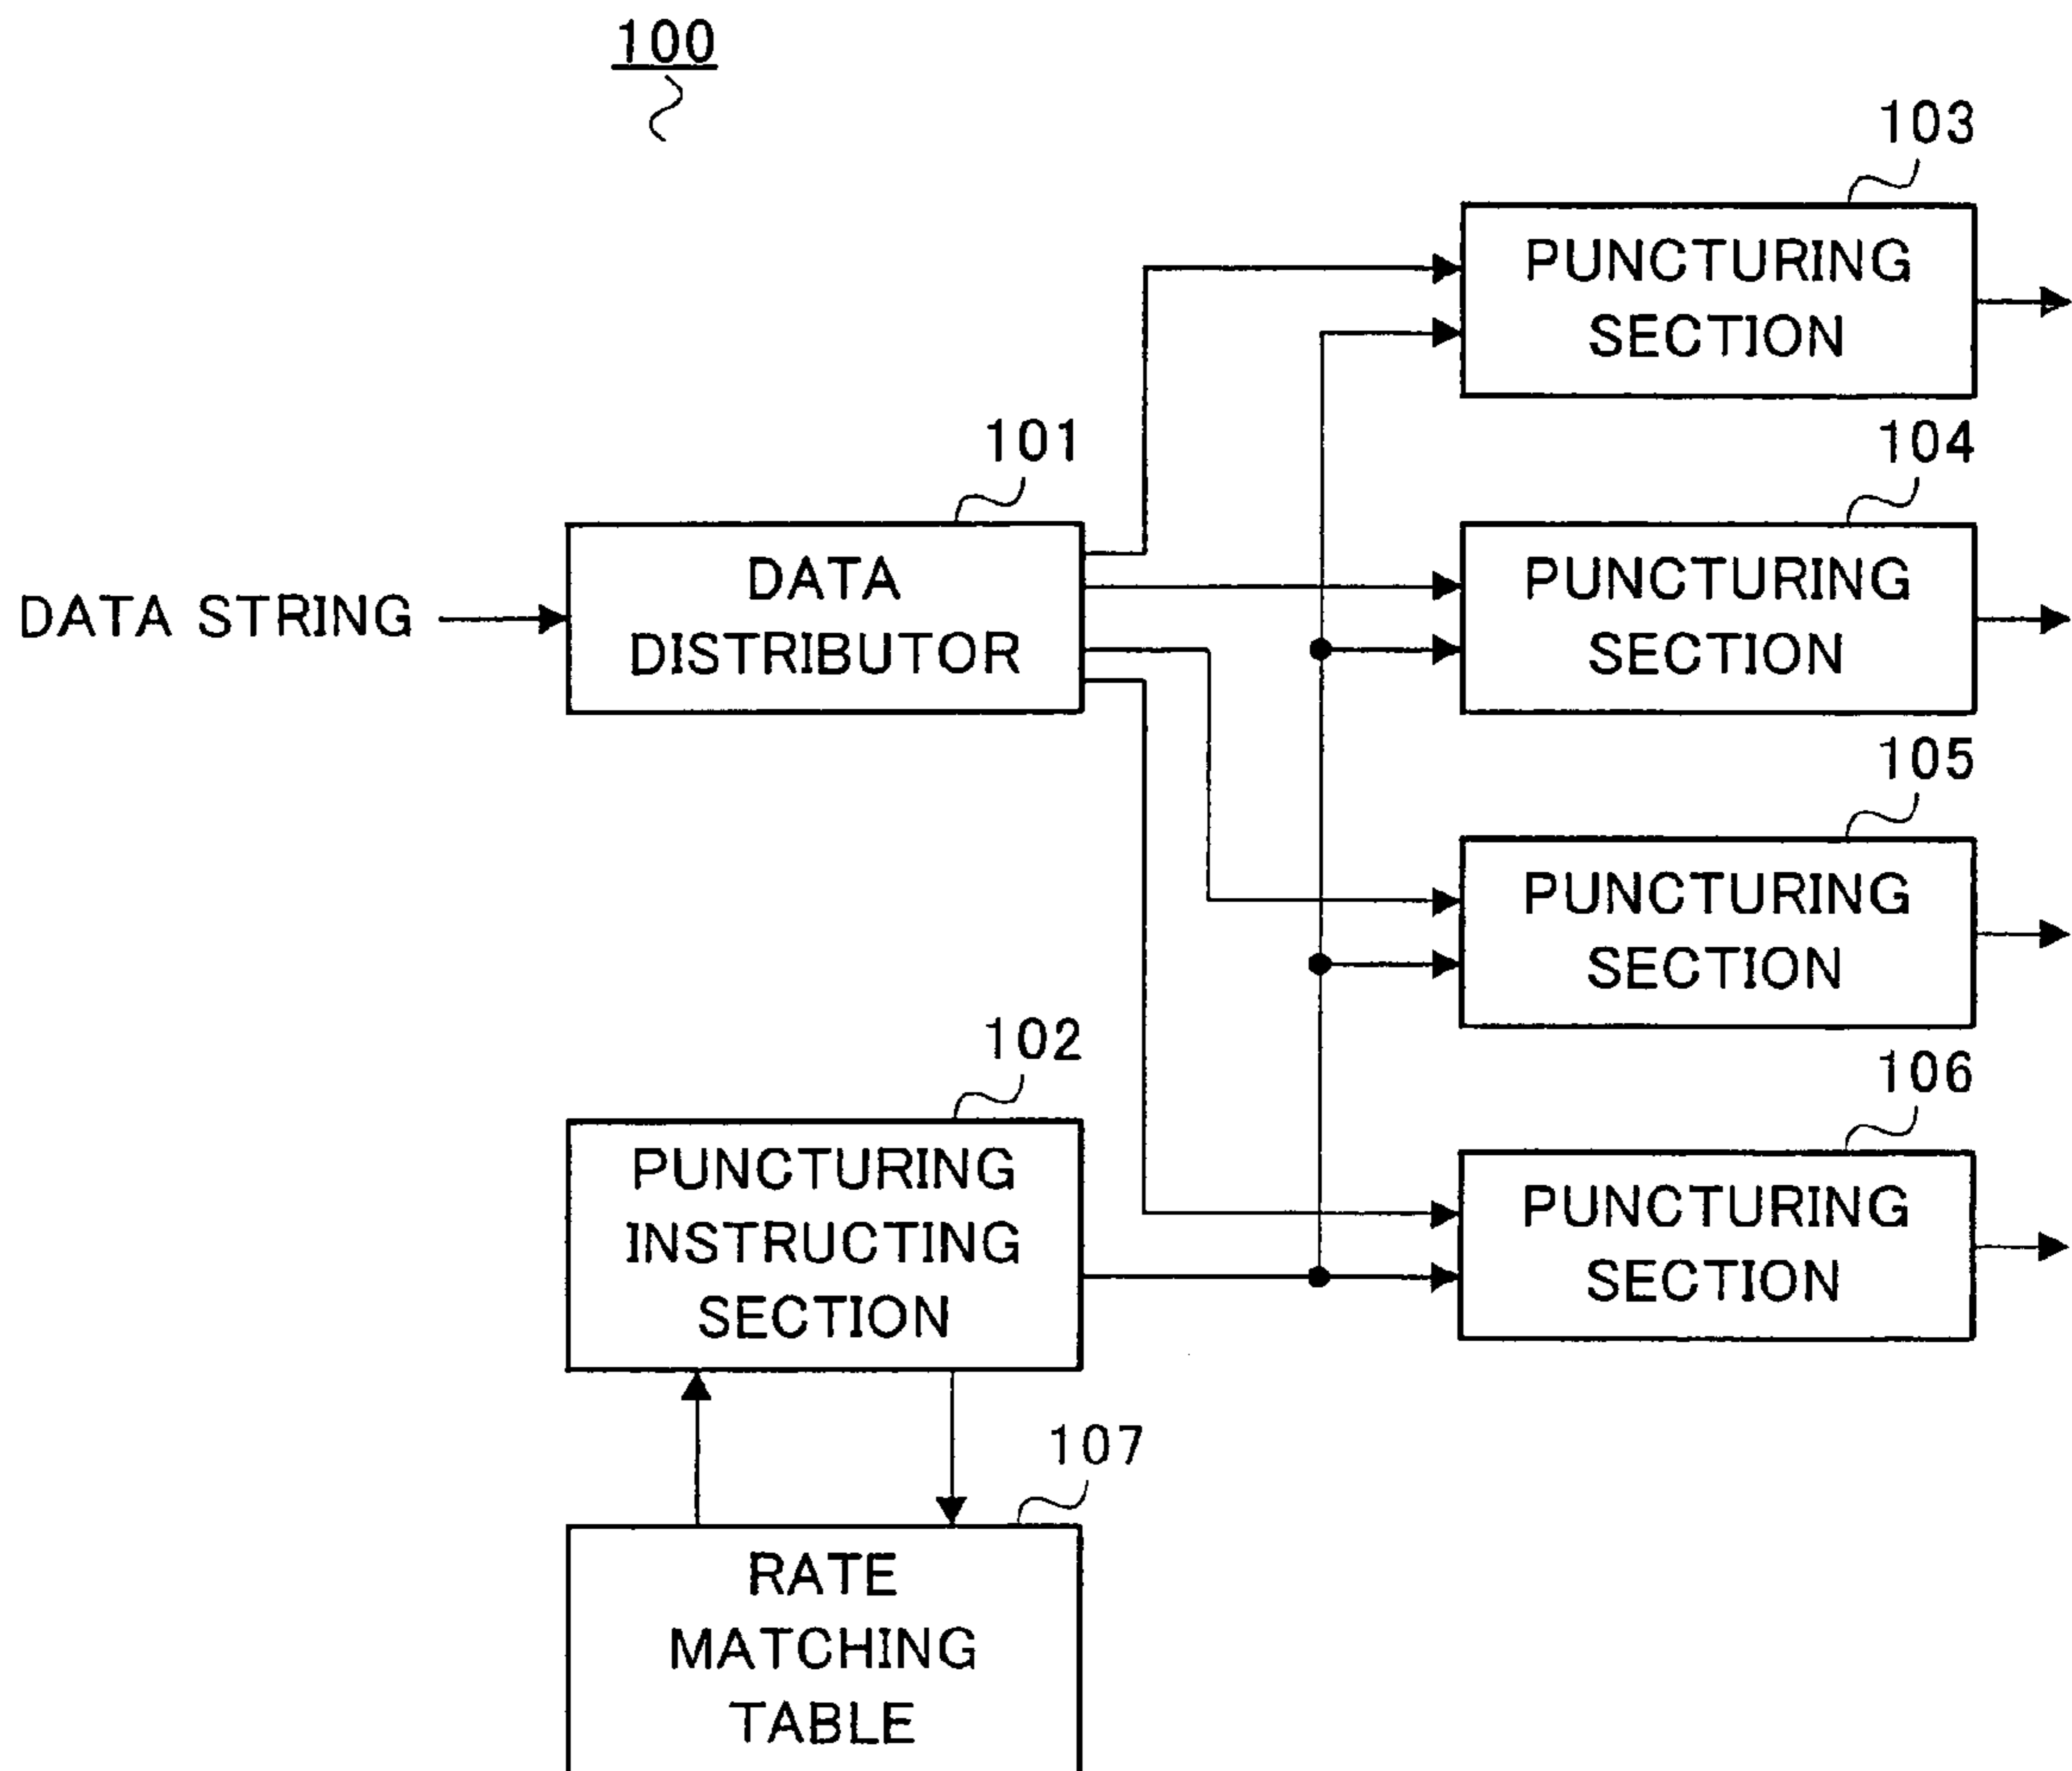 100
103
PUNCTURING
SECTION
101
104
DATA STRING
DATA
DISTRIBUTOR
PUNCTURING
SECTION
105
PUNCTURING
SECTION
102
106
PUNCTURING
INSTRUCTING
SECTION
PUNCTURING
SECTION
107
RATE
MATCHING
TABLE